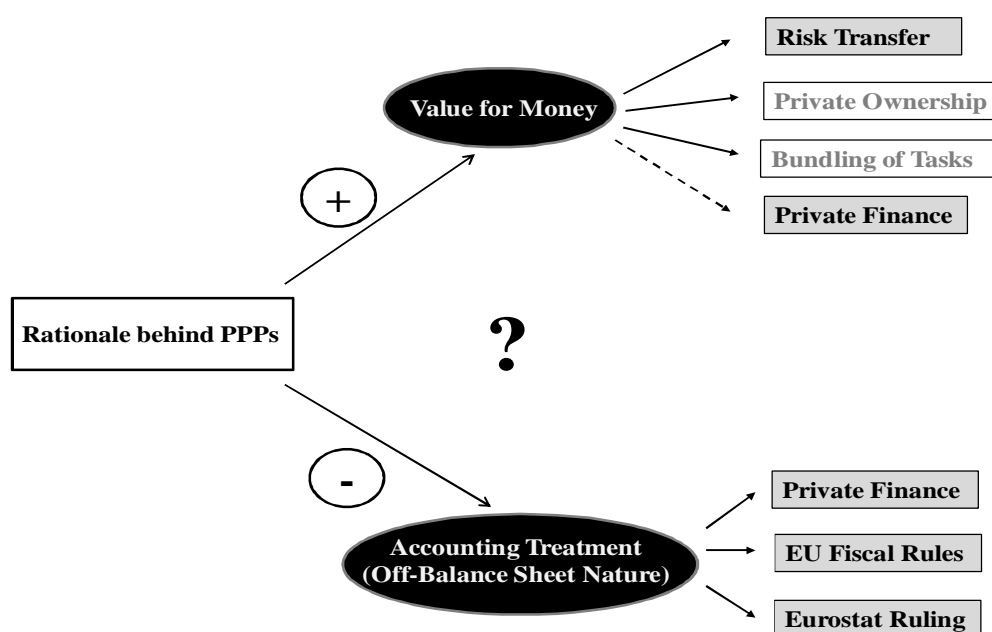 Risk Transfer
Value for Money
Private Ownership
Bundling of Tasks
+
Private Finance
Rationale behind PPPs
?
-
Private Finance
Accounting Treatment
(Off-Balance Sheet Nature)
EU Fiscal Rules
Eurostat Ruling